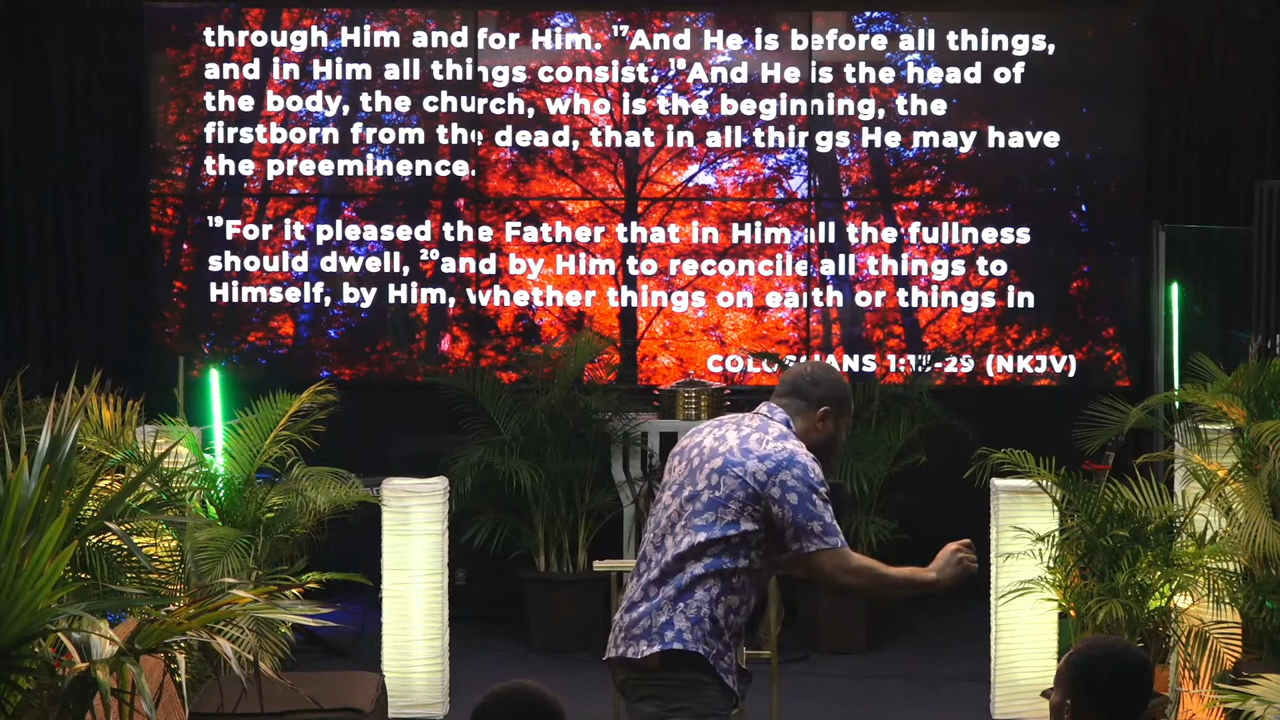 through Him and for Him. ¹⁷And He is before all things,
and in Him all things consist. ¹⁸And He is the head of
the body, the church, who is the beginning, the
firstborn from the dead, that in all things He may have
the preeminence.
¹⁹For it pleased the Father that in Him all the fullness
should dwell, ²⁰and by Him to reconcile all things to
Himself, by Him, whether things on earth or things in
COLOSSIANS (NKJV)